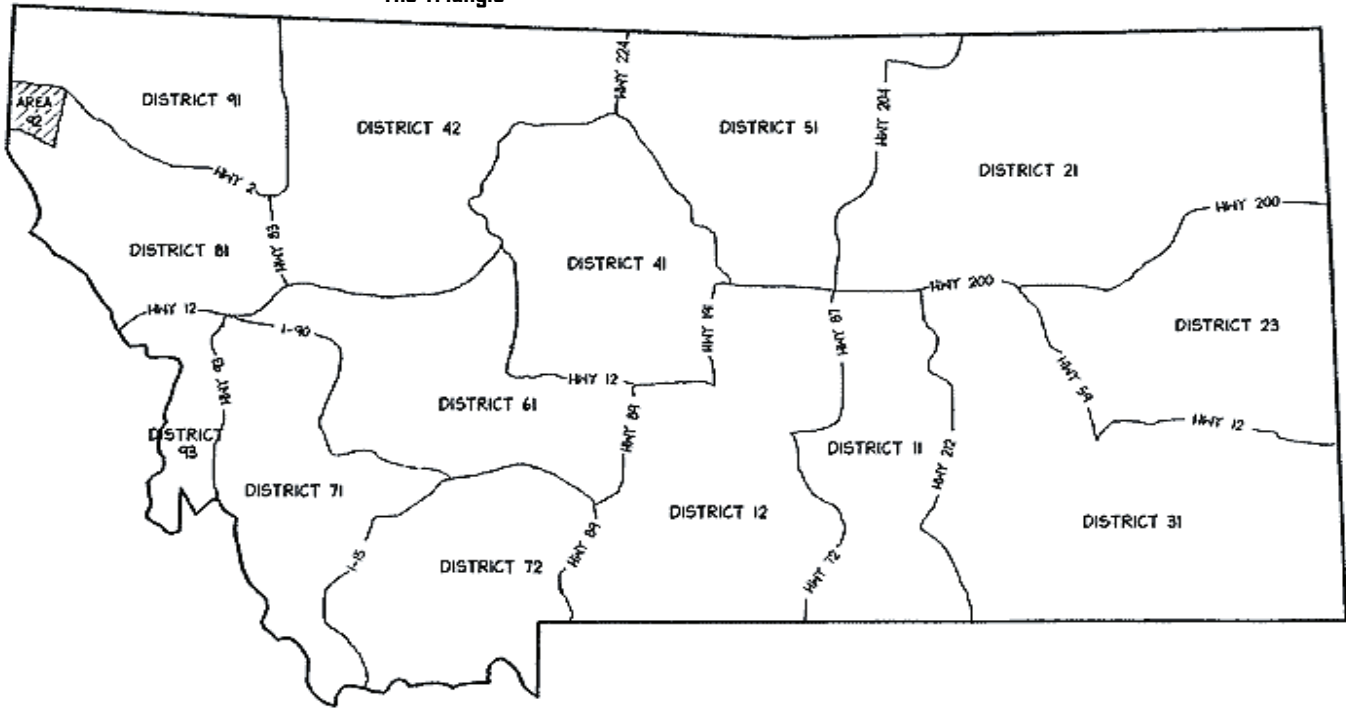 The Triangle
HWY 224
HWY 204
AREA
92
DISTRICT 91
DISTRICT 42
DISTRICT 51
DISTRICT 21
HWY 2
HWY 200
DISTRICT 81
HWY 83
DISTRICT 41
HWY 200
HWY 12
I-90
HWY 191
HWY 87
DISTRICT 23
HWY 93
HWY 12
HWY 59
DISTRICT 61
HWY 89
HWY 12
DISTRICT
93
DISTRICT 11
HWY 212
DISTRICT 71
DISTRICT 12
DISTRICT 31
I-15
DISTRICT 72
HWY 89
HWY 72